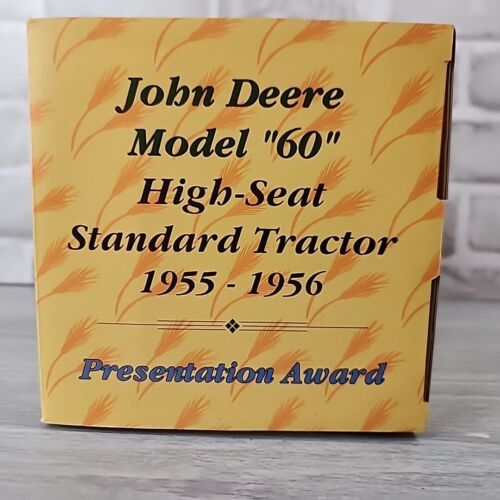 John Deere
Model "60"
High-Seat
Standard Tractor
1955 - 1956
Presentation Award